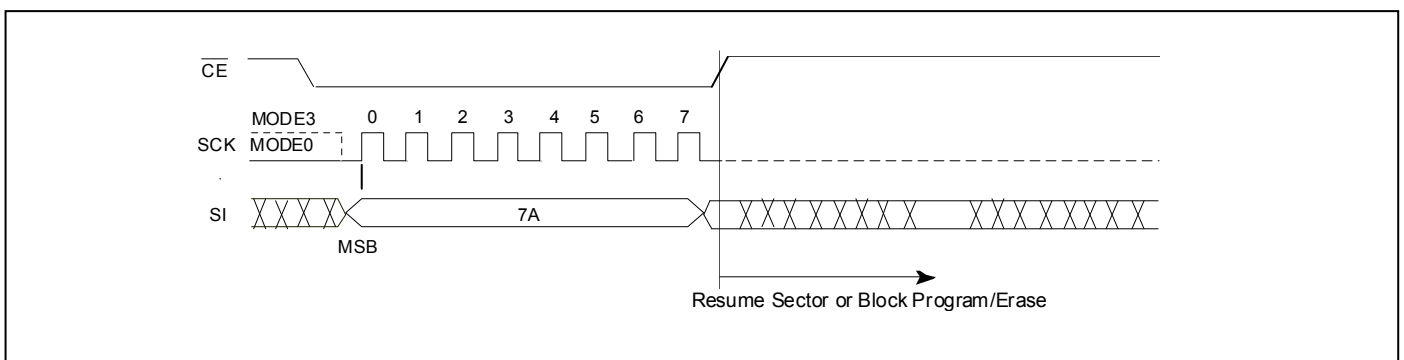 CE
MODE3 0 1 2 3 4 5 6 7
SCK MODE0
SI 7A
MSB
Resume Sector or Block Program/Erase